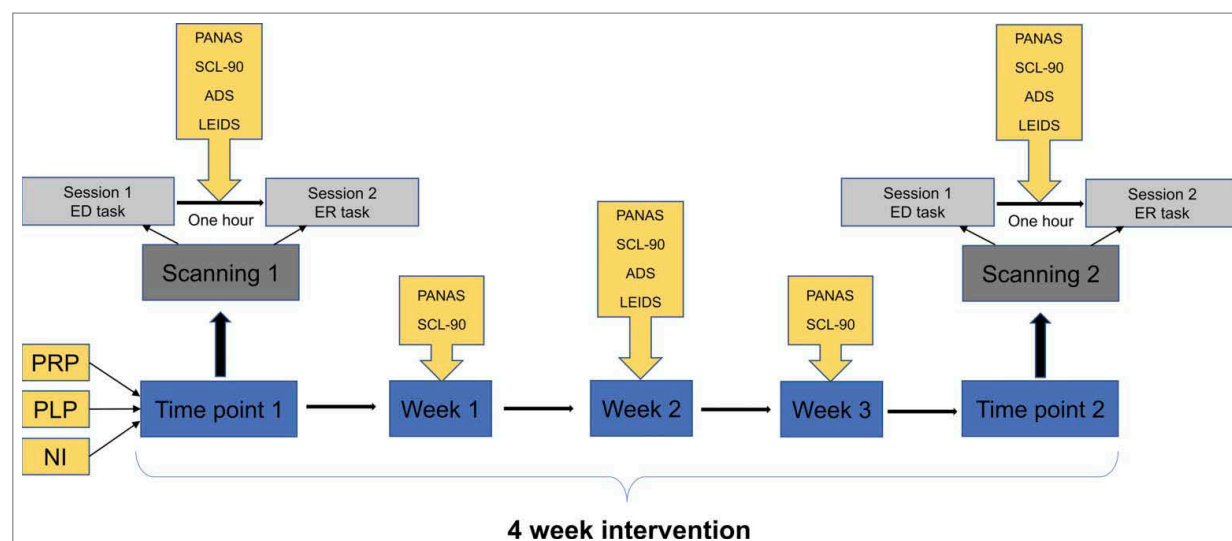 PANAS
SCL-90
ADS
LEIDS
PANAS
SCL-90
ADS
LEIDS
Session 1
ED task
One hour
Session 2
ER task
Session 1
ED task
One hour
Session 2
ER task
Scanning 1
PANAS
SCL-90
ADS
LEIDS
Scanning 2
PANAS
SCL-90
PANAS
SCL-90
PRP
PLP
NI
Time point 1
Week 1
Week 2
Week 3
Time point 2
4 week intervention